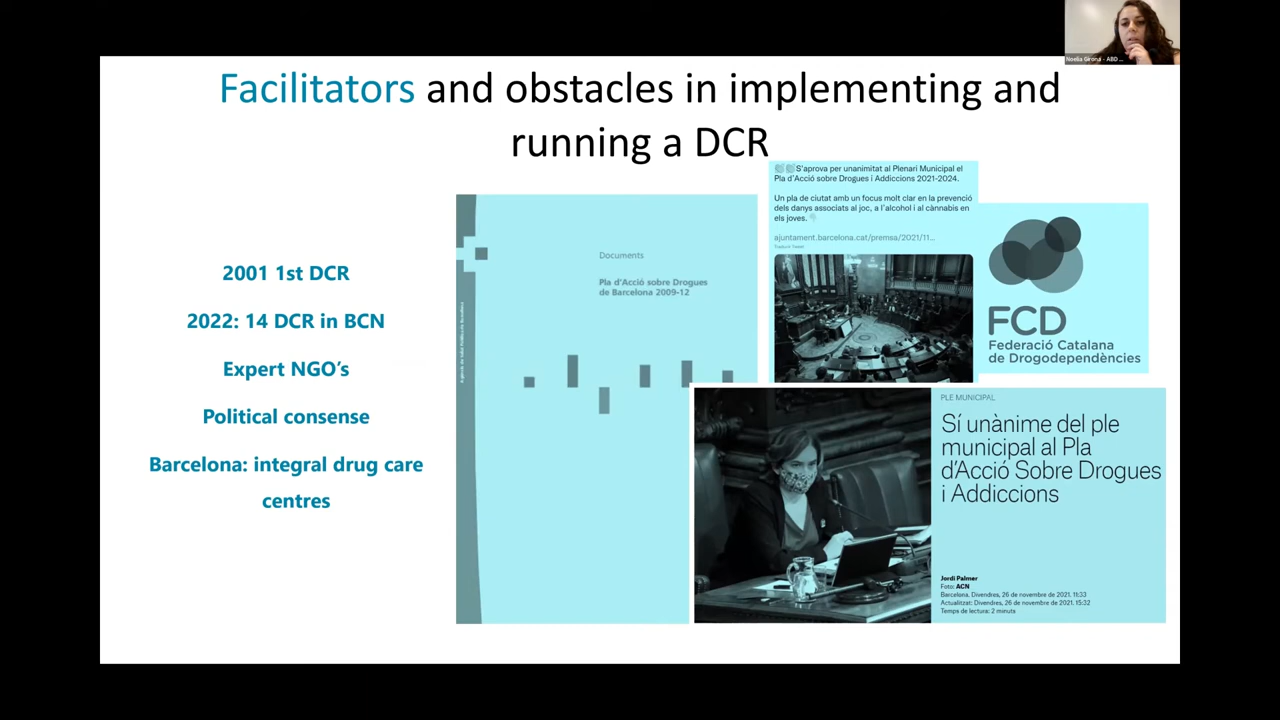 Noelia Girona - ABD ...
Facilitators and obstacles in implementing and
running a DCR
2001 1st DCR
2022: 14 DCR in BCN
Expert NGO's
Political consense
Barcelona: integral drug care
centres
Documents
Pla d'Acció sobre Drogues
de Barcelona 2009-12
S'aprova per unanimitat al Plenari Municipal el
Pla d'Acció sobre Drogues i Addiccions 2021-2024.
Un pla de ciutat amb un focus molt clar en la prevenció
dels danys associats al joc, a l'alcohol i al cànnabis en
els joves.
ajuntament.barcelona.cat/premsa/2021/11...
FCD
Federació Catalana
de Drogodependències
PLE MUNICIPAL
Sí unànime del ple
municipal al Pla
d'Acció Sobre Drogues
i Addiccions
Jordi Palmer
Foto: ACN
Barcelona. Divendres, 26 de novembre de 2021. 11:33
Actualitzat: Divendres, 26 de novembre de 2021. 15:32
Temps de lectura: 2 minuts